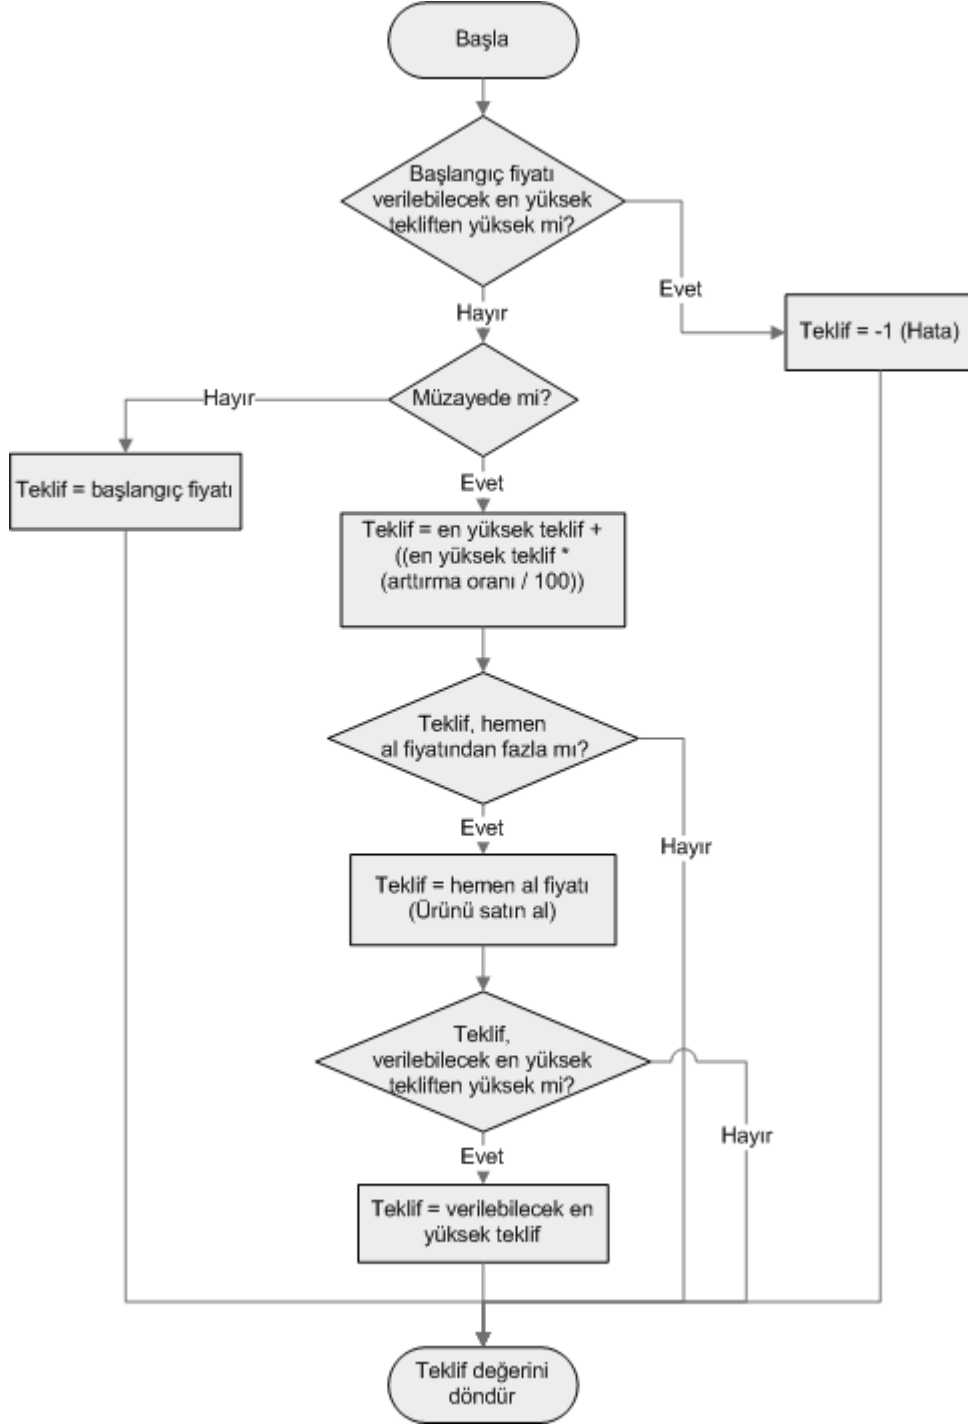 Başla
Başlangıç fiyatı
verilebilecek en yüksek
tekliften yüksek mi?
Evet
Hayır
Teklif = -1 (Hata)
Müzayede mi?
Hayır
Teklif = başlangıç fiyatı
Evet
Teklif = en yüksek teklif +
((en yüksek teklif *
(arttırma oranı / 100))
Teklif, hemen
al fiyatından fazla mı?
Evet
Hayır
Teklif = hemen al fiyatı
(Ürünü satın al)
Teklif,
verilebilecek en yüksek
tekliften yüksek mi?
Hayır
Evet
Teklif = verilebilecek en
yüksek teklif
Teklif değerini
döndür